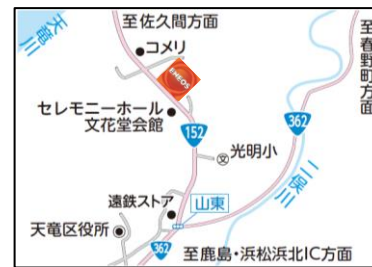 天龍川
至佐久間方面
コメリ
ENEOS
至春野町方面
セレモニーホール
文花堂会館
152
362
文
光明小
二俣川
遠鉄ストア
山東
天竜区役所
362
至鹿島・浜松浜北IC方面